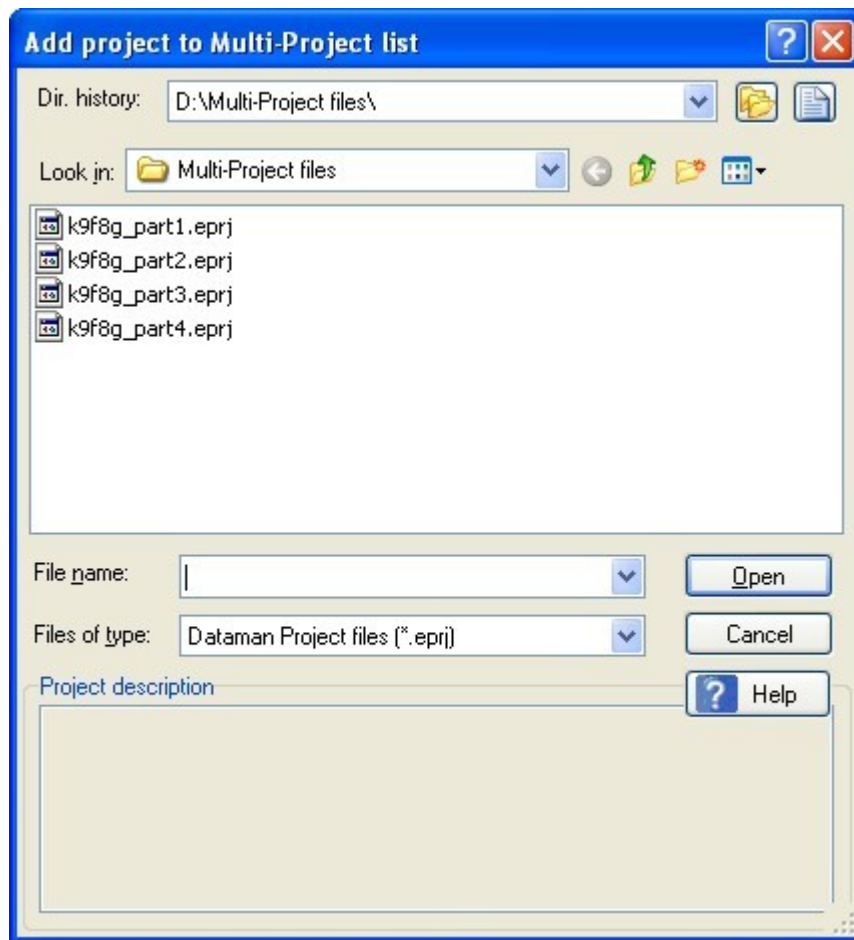 Add project to Multi-Project list
Dir. history: D:\Multi-Project files\
Look in: Multi-Project files
k9f8g_part1.eprj
k9f8g_part2.eprj
k9f8g_part3.eprj
k9f8g_part4.eprj
File name: Open
Files of type: Dataman Project files (*.eprj) Cancel
Project description Help